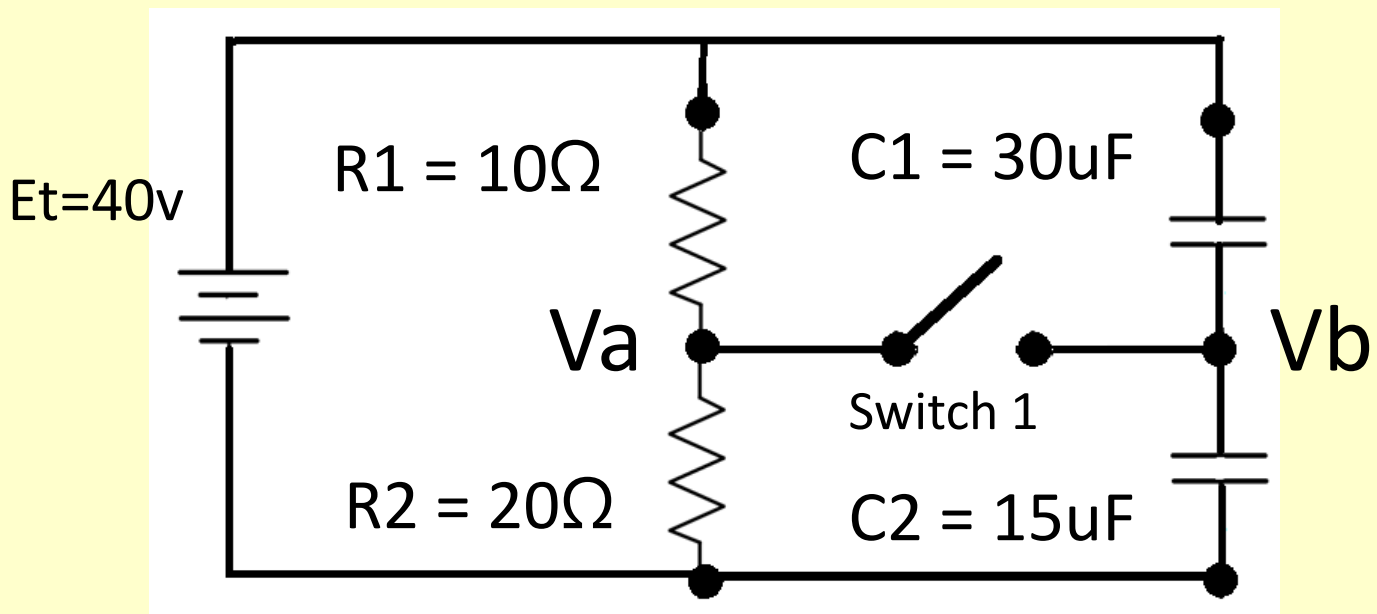 R1 = 10Ω
C1 = 30uF
Et=40v
Va
Vb
Switch 1
R2 = 20Ω
C2 = 15uF